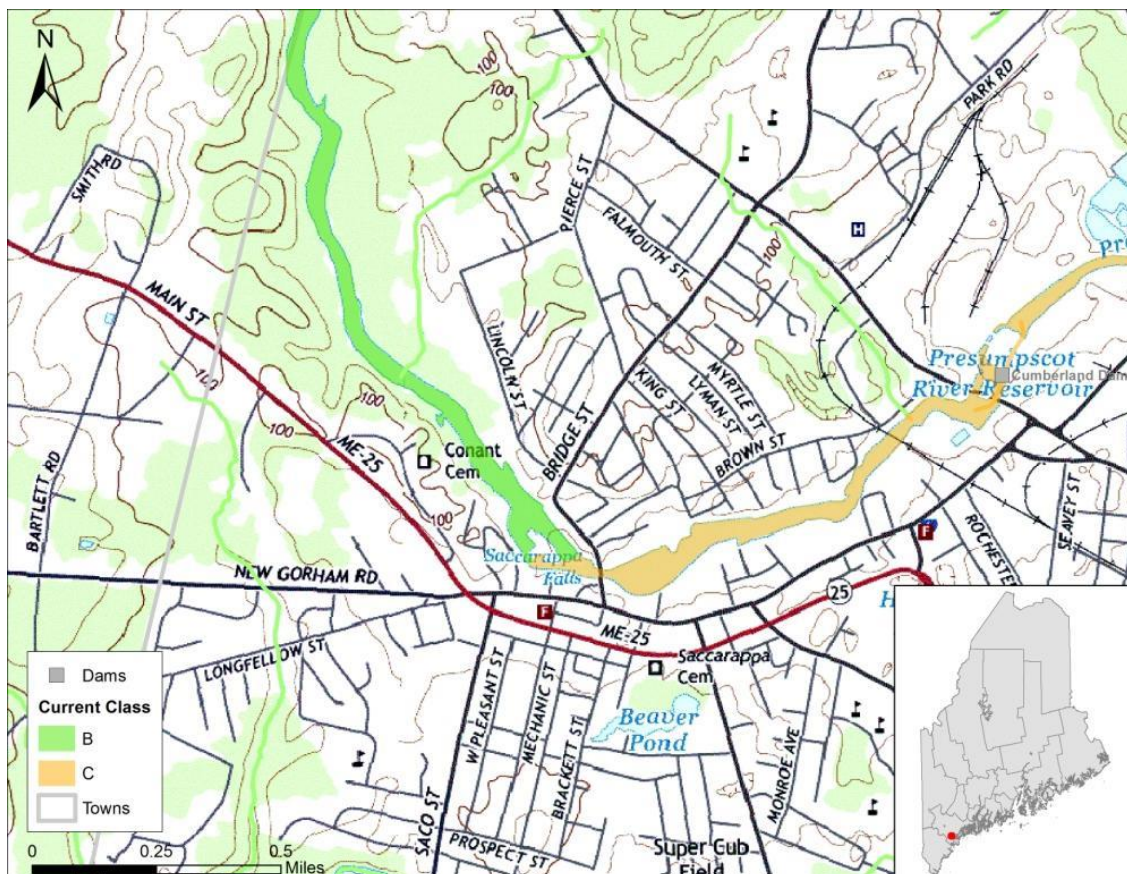 N
100
100
PARK RD
SMITH RD
PIERCE ST
FALMOUTH ST
H
100
MAIN ST
100
LINCOLN ST
Presumpscot
River Reservoir
Cumberland Dam
KING ST
LYMAN ST
MYRTLE ST
BROWN ST
BRIDGE ST
100
100
ME-25
Conant
Cem
100
BARTLETT RD
Saccarappa
Falls
NEW GORHAM RD
F
ROCHESTER
SEAVEY ST
25
F
ME-25
LONGFELLOW ST
W PLEASANT ST
MECHANIC ST
BRACKETT ST
Saccarappa
Cem
Beaver
Pond
MONROE AVE
SACO ST
PROSPECT ST
Super Cub
Field
Dams
Current Class
B
C
Towns
0 0.25 0.5
Miles